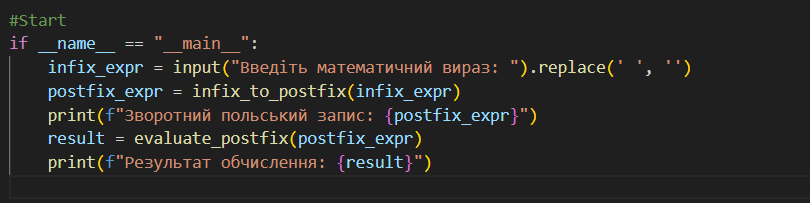 #Start
if __name__ == "__main__":
    infix_expr = input("Введіть математичний вираз: ").replace(' ', '')
    postfix_expr = infix_to_postfix(infix_expr)
    print(f"Зворотний польський запис: {postfix_expr}")
    result = evaluate_postfix(postfix_expr)
    print(f"Результат обчислення: {result}")